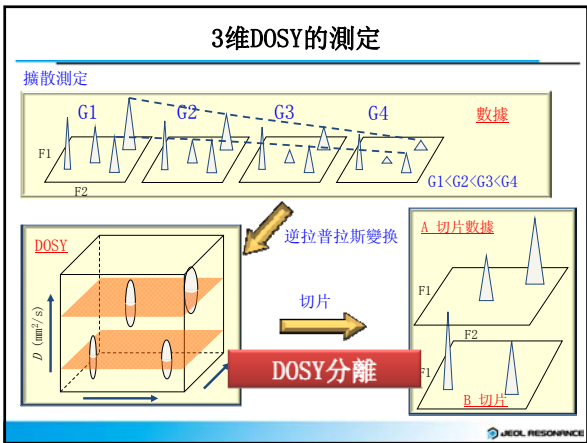 3维DOSY的測定
擴散測定
G1
G2
G3
G4
數據
F1
F2
G1<G2<G3<G4
逆拉普拉斯變换
DOSY
D (mm²/s)
切片
DOSY分離
A 切片數據
F1
F2
F1
B 切片
JEOL RESONANCE